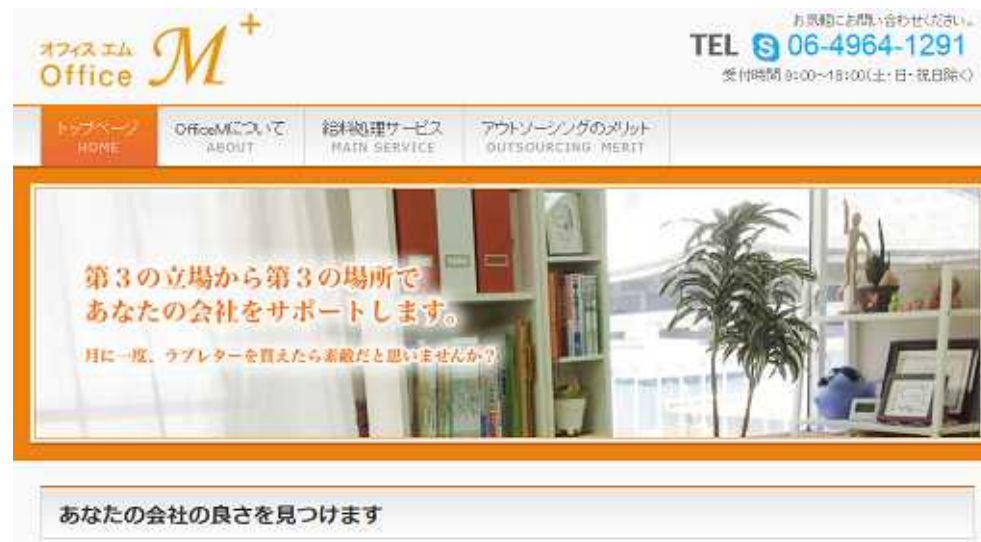 オフィス エム
Office M+
お気軽にお問い合わせください。
TEL 06-4964-1291
受付時間 9:00~18:00(土・日・祝日除く)
トップページ
HOME
OfficeMについて
ABOUT
給料処理サービス
MAIN SERVICE
アウトソーシングのメリット
OUTSOURCING MERIT
第3の立場から第3の場所で
あなたの会社をサポートします。
月に一度、ラブレターを貰えたら素敵だと思いませんか?
あなたの会社の良さを見つけます